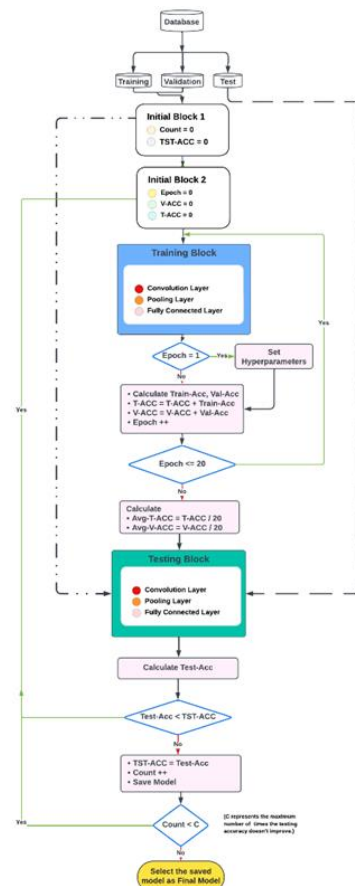 Database
Training
Validation
Test
Initial Block 1
Count = 0
TST-ACC = 0
Initial Block 2
Epoch = 0
V-ACC = 0
T-ACC = 0
Training Block
Convolution Layer
Pooling Layer
Fully Connected Layer
Epoch = 1
Yes
Set
Hyperparameters
No
Yes
Yes
• Calculate Train-Acc, Val-Acc
• T-ACC = T-ACC + Train-Acc
• V-ACC = V-ACC + Val-Acc
• Epoch ++
Epoch <= 20
No
Calculate
• Avg-T-ACC = T-ACC / 20
• Avg-V-ACC = V-ACC / 20
Testing Block
Convolution Layer
Pooling Layer
Fully Connected Layer
Calculate Test-Acc
Test-Acc < TST-ACC
No
• TST-ACC = Test-Acc
• Count ++
• Save Model
Yes
Count < C
[C represents the maximum
number of times the testing
accuracy doesn't improve.]
No
Select the saved
model as Final Model